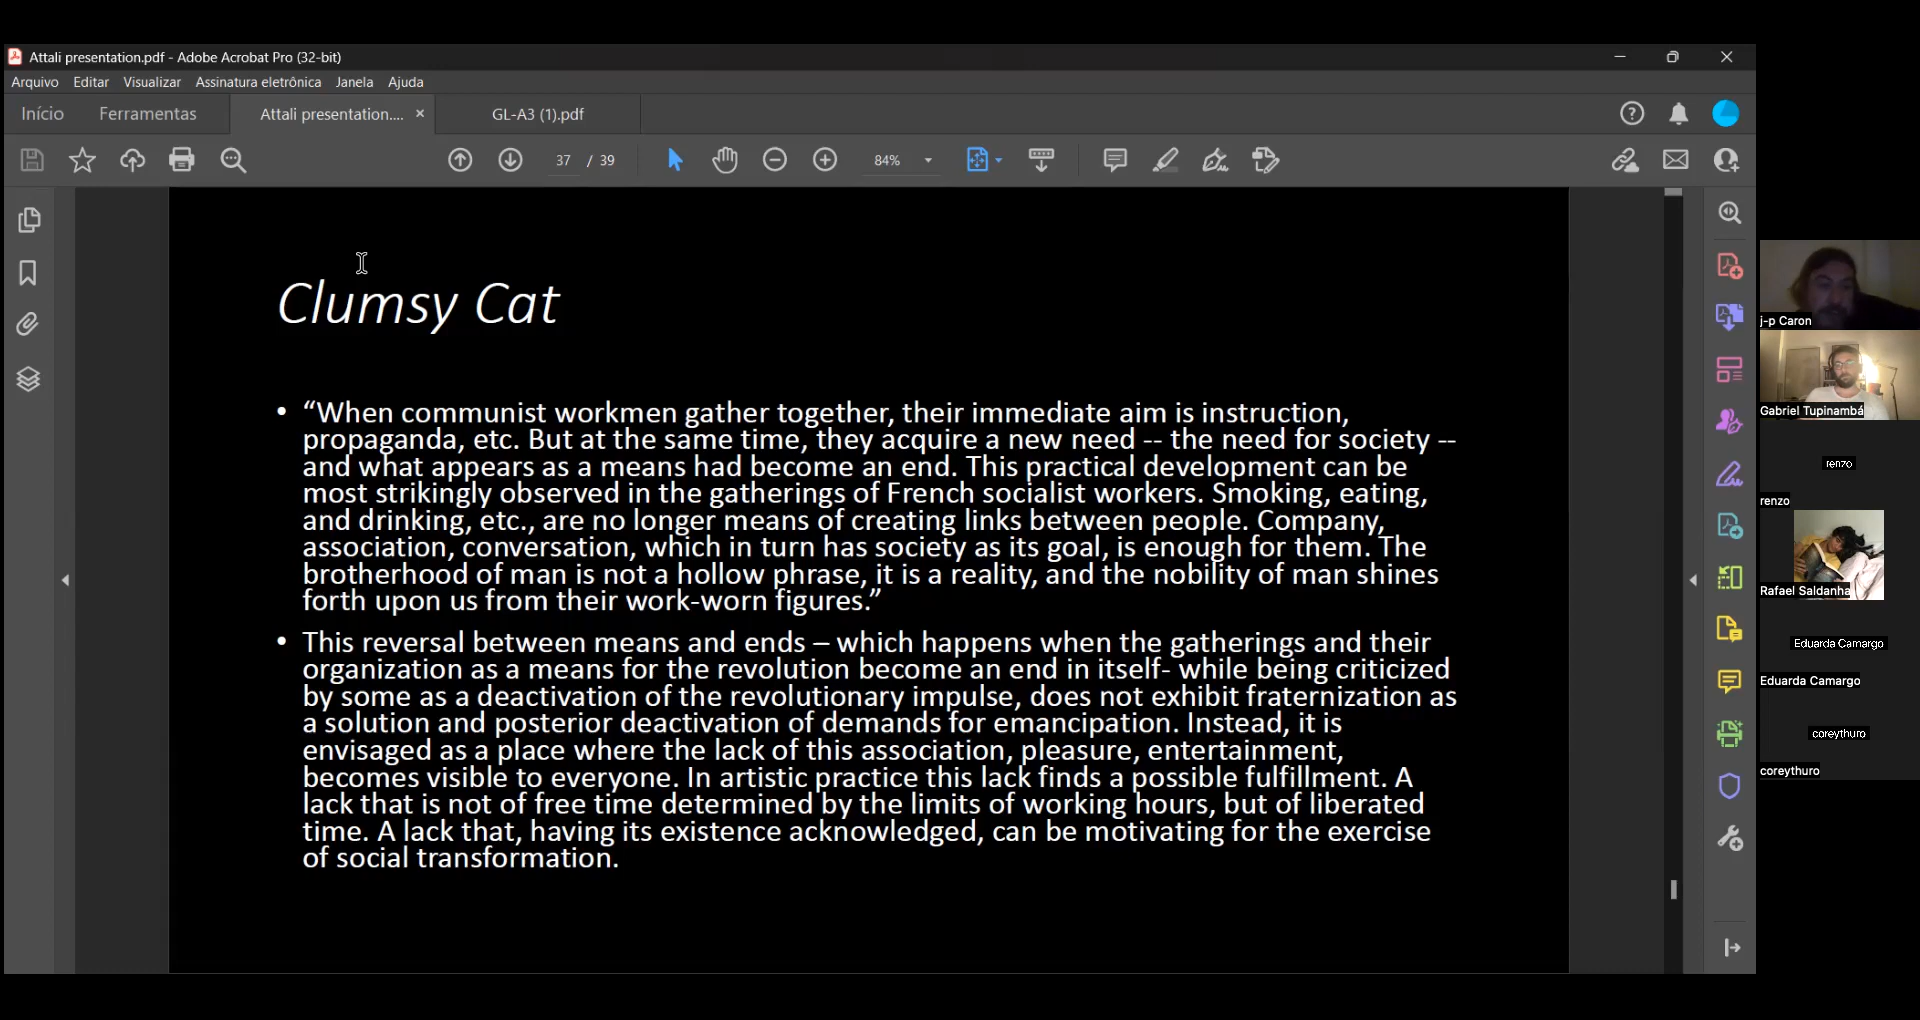 Attali presentation.pdf - Adobe Acrobat Pro (32-bit)
Arquivo Editar Visualizar Assinatura eletrônica Janela Ajuda
Início Ferramentas Attali presentation.... × GL-A3 (1).pdf
37 / 39 84%
Clumsy Cat
• “When communist workmen gather together, their immediate aim is instruction,
propaganda, etc. But at the same time, they acquire a new need -- the need for society --
and what appears as a means had become an end. This practical development can be
most strikingly observed in the gatherings of French socialist workers. Smoking, eating,
and drinking, etc., are no longer means of creating links between people. Company,
association, conversation, which in turn has society as its goal, is enough for them. The
brotherhood of man is not a hollow phrase, it is a reality, and the nobility of man shines
forth upon us from their work-worn figures.”
• This reversal between means and ends – which happens when the gatherings and their
organization as a means for the revolution become an end in itself- while being criticized
by some as a deactivation of the revolutionary impulse, does not exhibit fraternization as
a solution and posterior deactivation of demands for emancipation. Instead, it is
envisaged as a place where the lack of this association, pleasure, entertainment,
becomes visible to everyone. In artistic practice this lack finds a possible fulfillment. A
lack that is not of free time determined by the limits of working hours, but of liberated
time. A lack that, having its existence acknowledged, can be motivating for the exercise
of social transformation.
j-p Caron
Gabriel Tupinambá
renzo
renzo
Rafael Saldanha
Eduarda Camargo
Eduarda Camargo
coreythuro
coreythuro